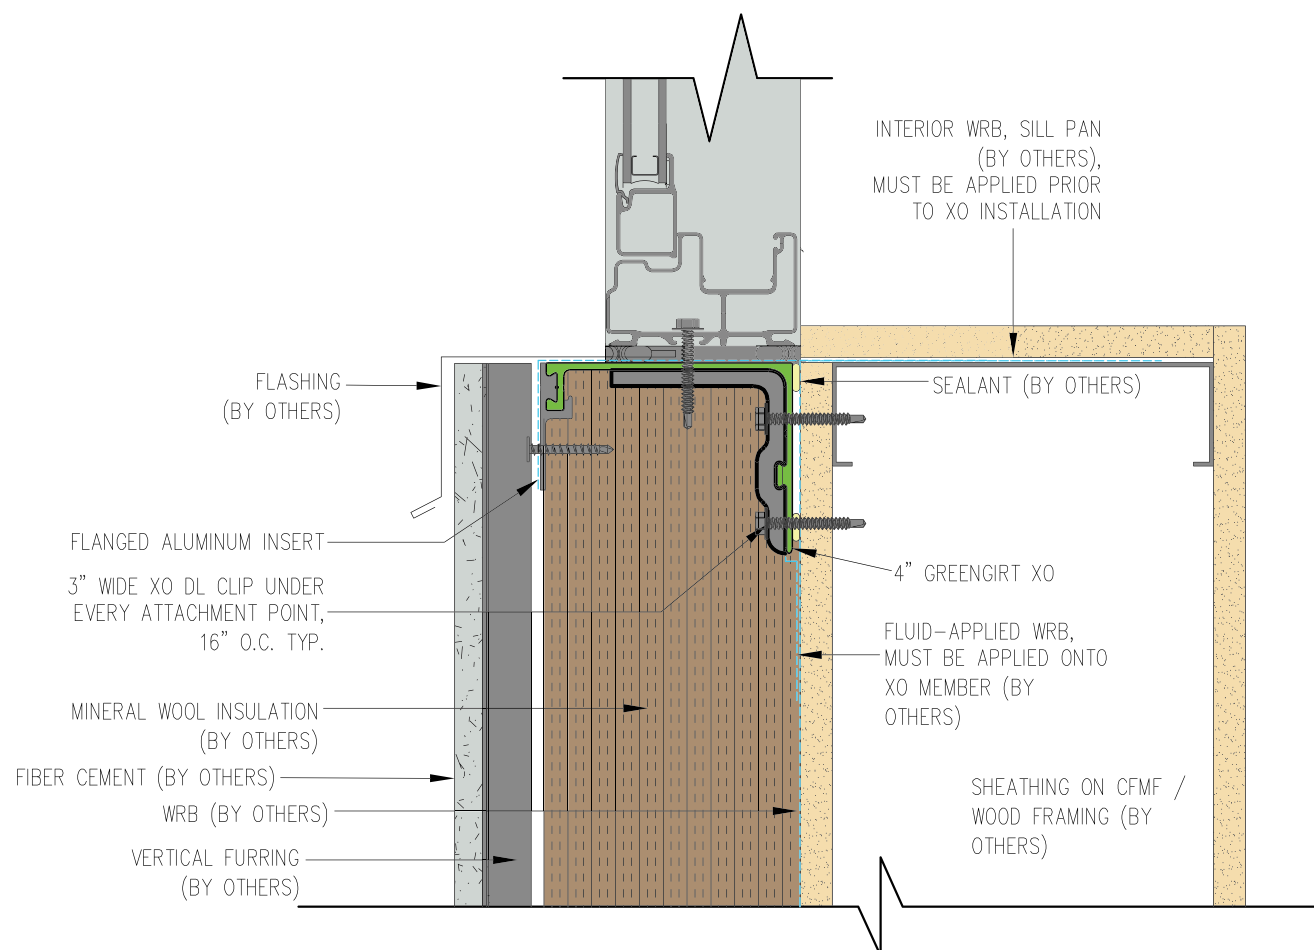 INTERIOR WRB, SILL PAN
(BY OTHERS),
MUST BE APPLIED PRIOR
TO XO INSTALLATION
FLASHING
(BY OTHERS)
SEALANT (BY OTHERS)
FLANGED ALUMINUM INSERT
3" WIDE XO DL CLIP UNDER
EVERY ATTACHMENT POINT,
16" O.C. TYP.
4" GREENGIRT XO
FLUID-APPLIED WRB,
MUST BE APPLIED ONTO
XO MEMBER (BY
OTHERS)
MINERAL WOOL INSULATION
(BY OTHERS)
FIBER CEMENT (BY OTHERS)
WRB (BY OTHERS)
VERTICAL FURRING
(BY OTHERS)
SHEATHING ON CFMF /
WOOD FRAMING (BY
OTHERS)